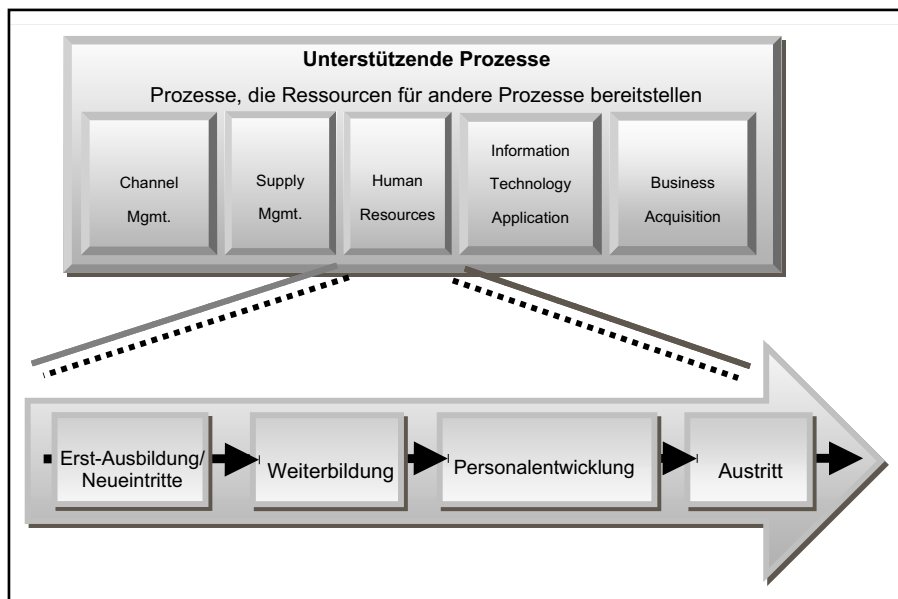 Unterstützende Prozesse
Prozesse, die Ressourcen für andere Prozesse bereitstellen
Channel
Mgmt.
Supply
Mgmt.
Human
Resources
Information
Technology
Application
Business
Acquisition
Erst-Ausbildung/
Neueintritte
Weiterbildung
Personalentwicklung
Austritt